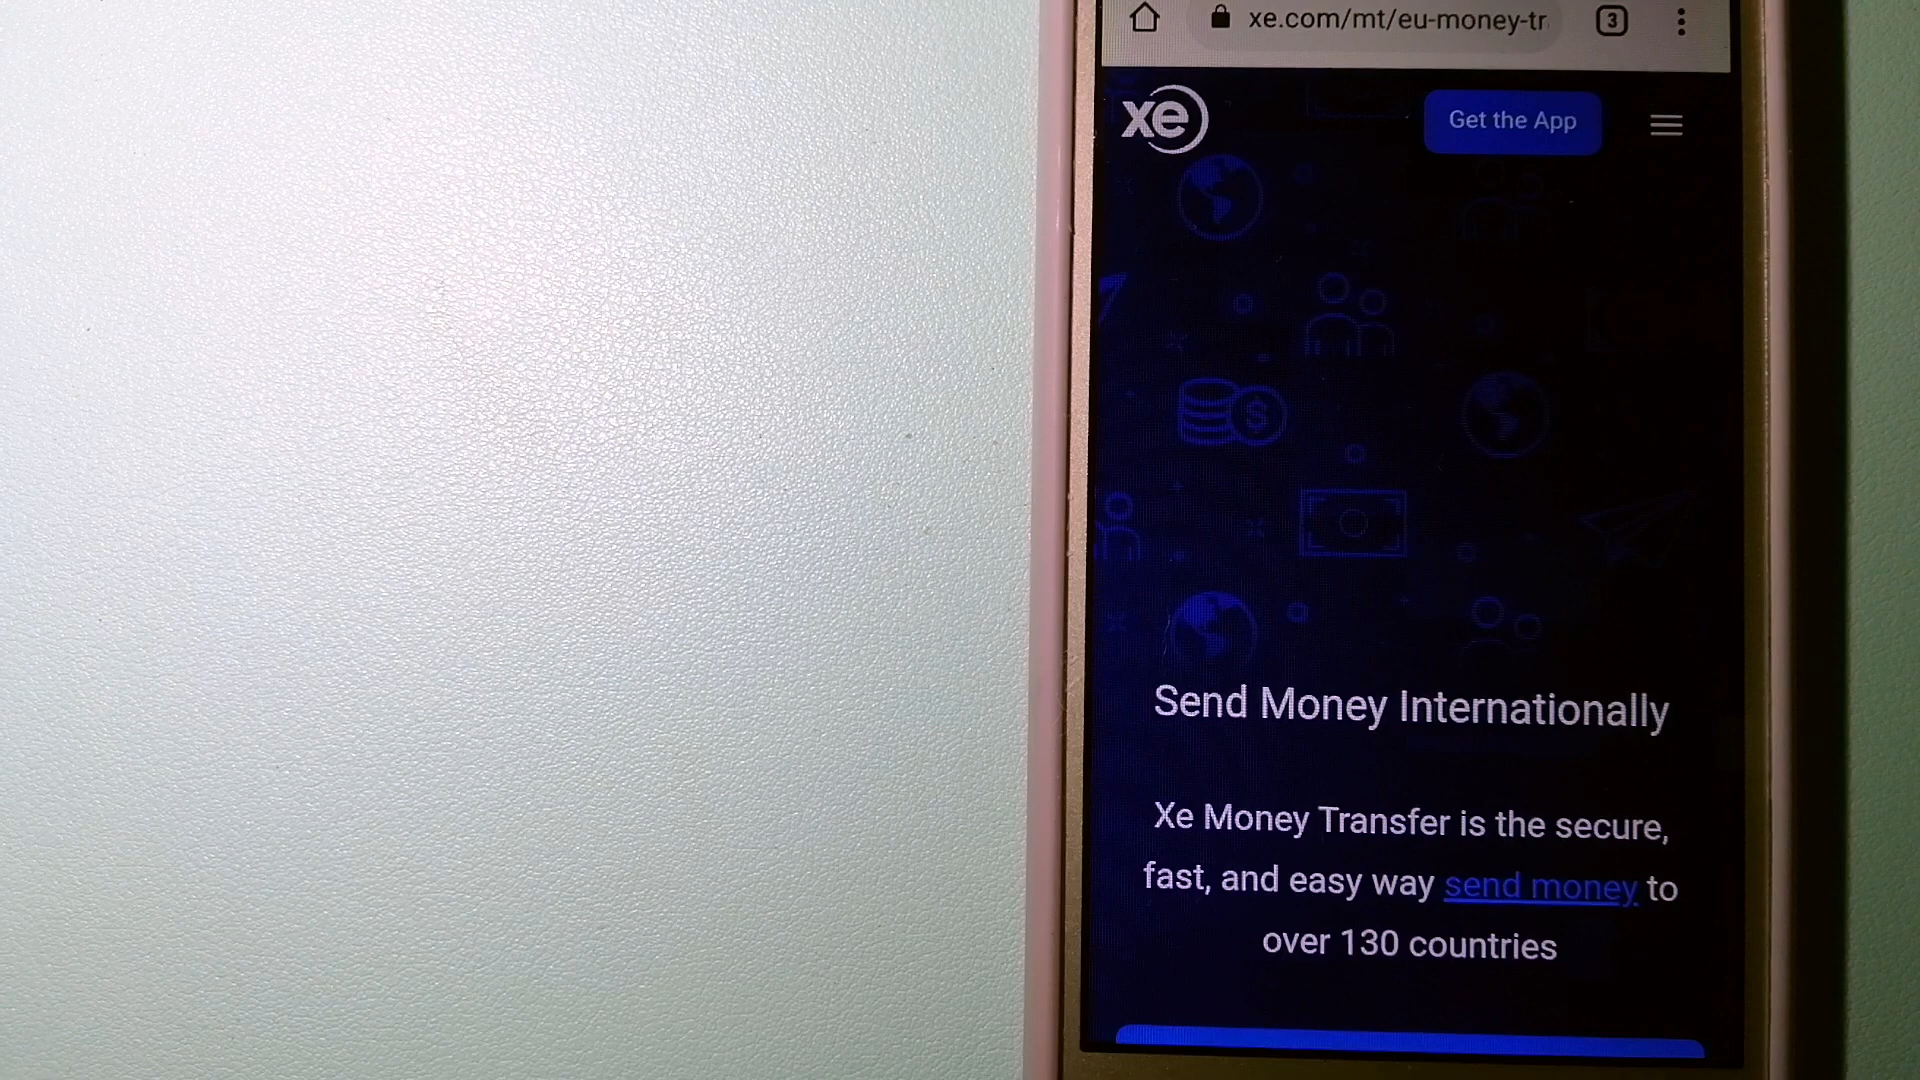 xe.com/mt/eu-money-tr
3
xe
Get the App
Send Money Internationally
Xe Money Transfer is the secure,
fast, and easy way send money to
over 130 countries